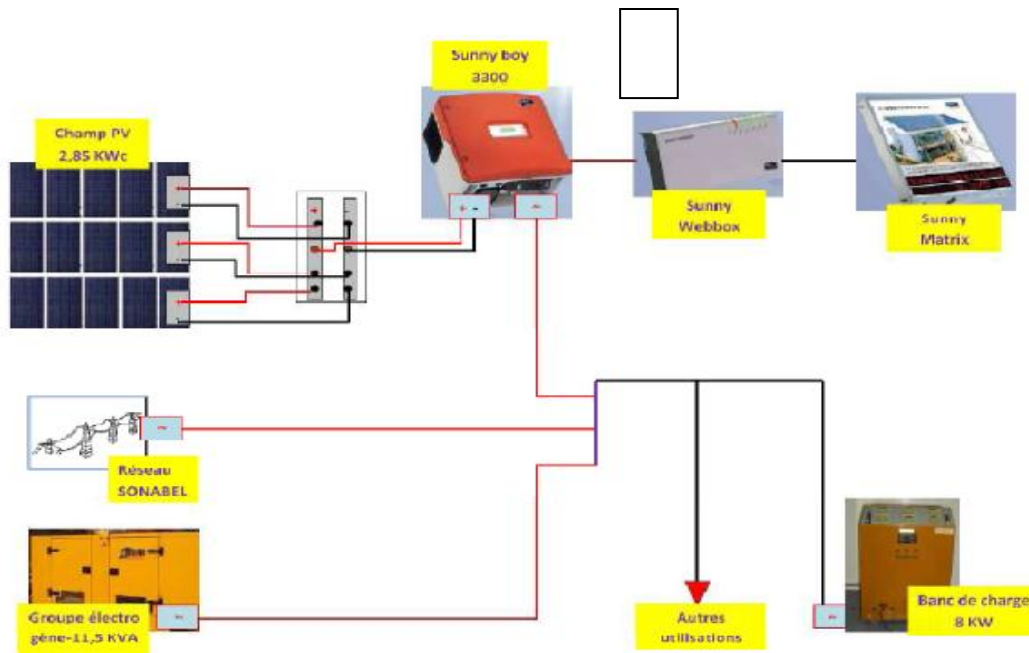 Sunny boy
3300
Champ PV
2,85 KWc
+
-
+ -
~
Sunny
Webbox
Sunny
Matrix
~
Réseau
SONABEL
Groupe électro
gène-11,5 KVA
~
Autres
utilisations
~
Banc de charge
8 KW